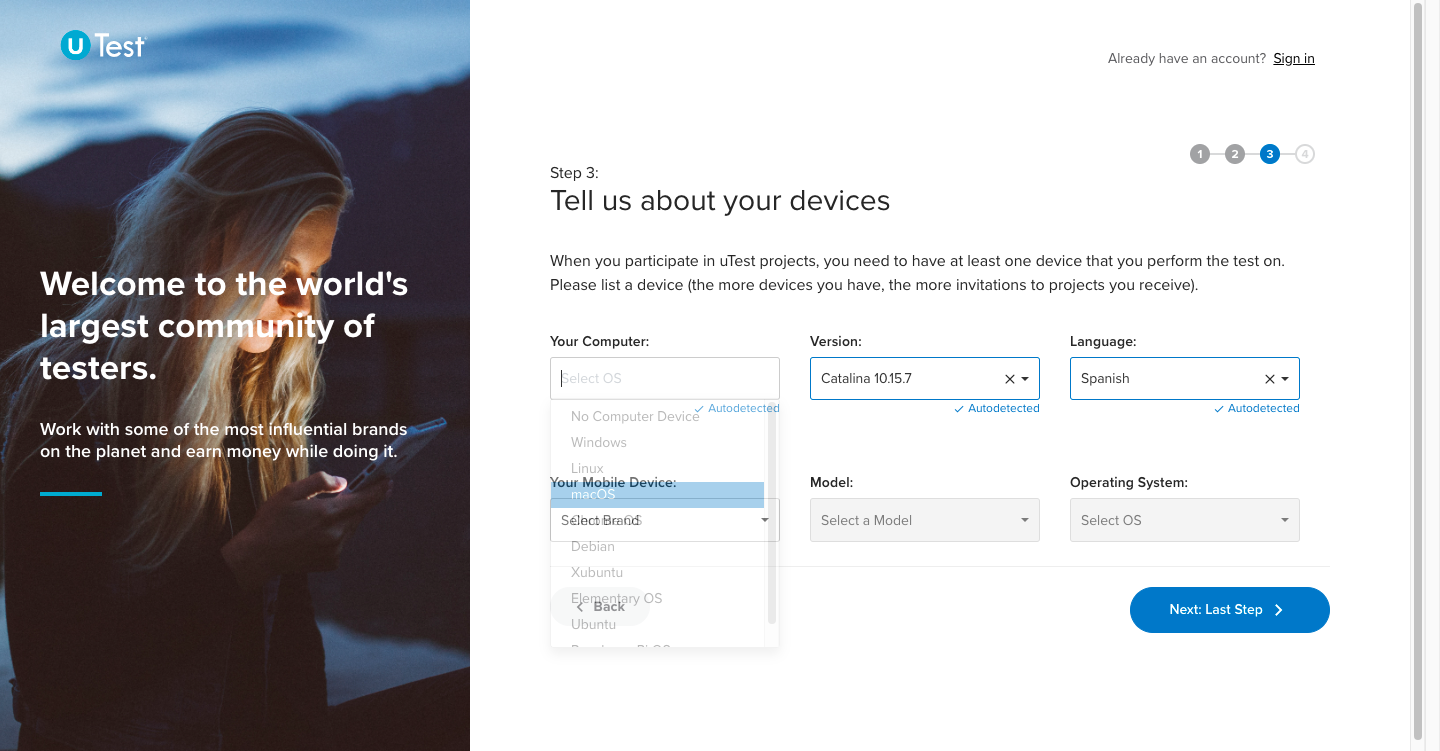 U Test
Already have an account? Sign in
1 2 3 4
Step 3:
Tell us about your devices
When you participate in uTest projects, you need to have at least one device that you perform the test on.
Please list a device (the more devices you have, the more invitations to projects you receive).
Welcome to the world's
largest community of
testers.
Work with some of the most influential brands
on the planet and earn money while doing it.
Your Computer:
Version:
Language:
Select OS
Catalina 10.15.7
Spanish
Autodetected
Autodetected
Autodetected
No Computer Device
Windows
Linux
macOS
Chrome OS
Debian
Xubuntu
Elementary OS
Ubuntu
Your Mobile Device:
Model:
Operating System:
Select Brand
Select a Model
Select OS
Back
Next: Last Step